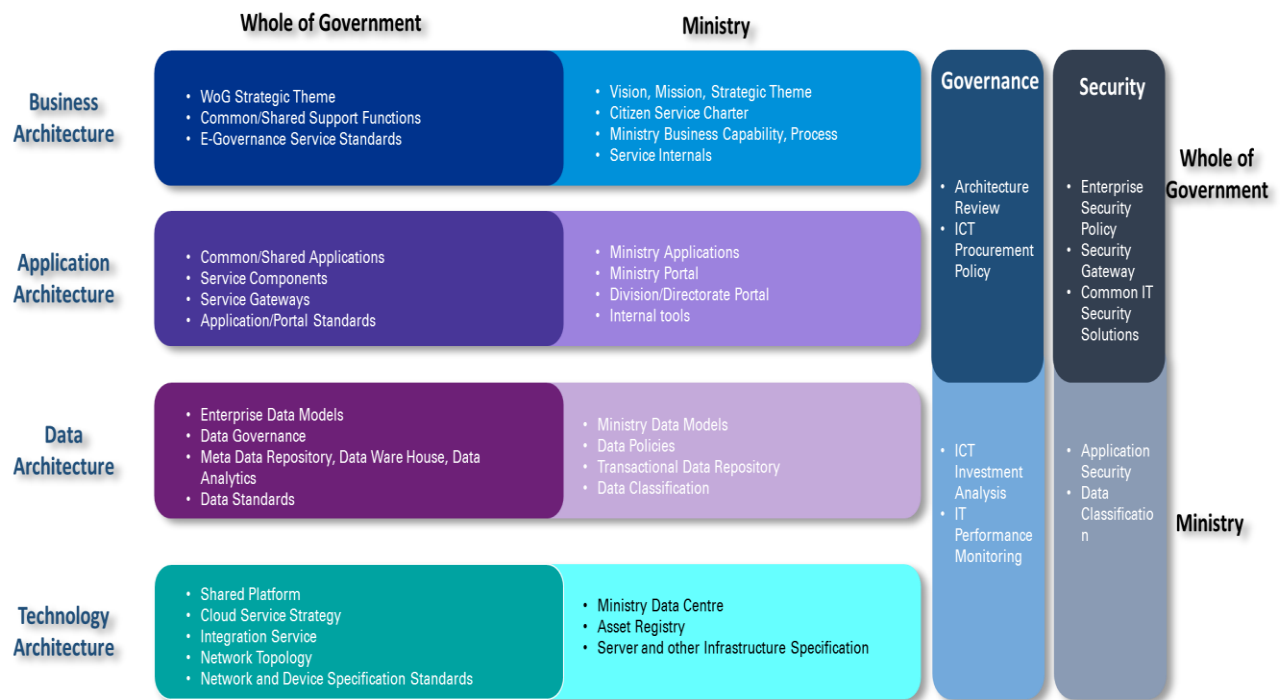 Whole of Government
Ministry
Business
Architecture
• WoG Strategic Theme
• Common/Shared Support Functions
• E-Governance Service Standards
• Vision, Mission, Strategic Theme
• Citizen Service Charter
• Ministry Business Capability, Process
• Service Internals
Application
Architecture
• Common/Shared Applications
• Service Components
• Service Gateways
• Application/Portal Standards
• Ministry Applications
• Ministry Portal
• Division/Directorate Portal
• Internal tools
Data
Architecture
• Enterprise Data Models
• Data Governance
• Meta Data Repository, Data Ware House, Data
Analytics
• Data Standards
• Ministry Data Models
• Data Policies
• Transactional Data Repository
• Data Classification
Technology
Architecture
• Shared Platform
• Cloud Service Strategy
• Integration Service
• Network Topology
• Network and Device Specification Standards
• Ministry Data Centre
• Asset Registry
• Server and other Infrastructure Specification
Governance
• Architecture
Review
• ICT
Procurement
Policy
• ICT
Investment
Analysis
• IT
Performance
Monitoring
Security
• Enterprise
Security
Policy
• Security
Gateway
• Common IT
Security
Solutions
• Application
Security
• Data
Classificatio
n
Whole of
Government
Ministry